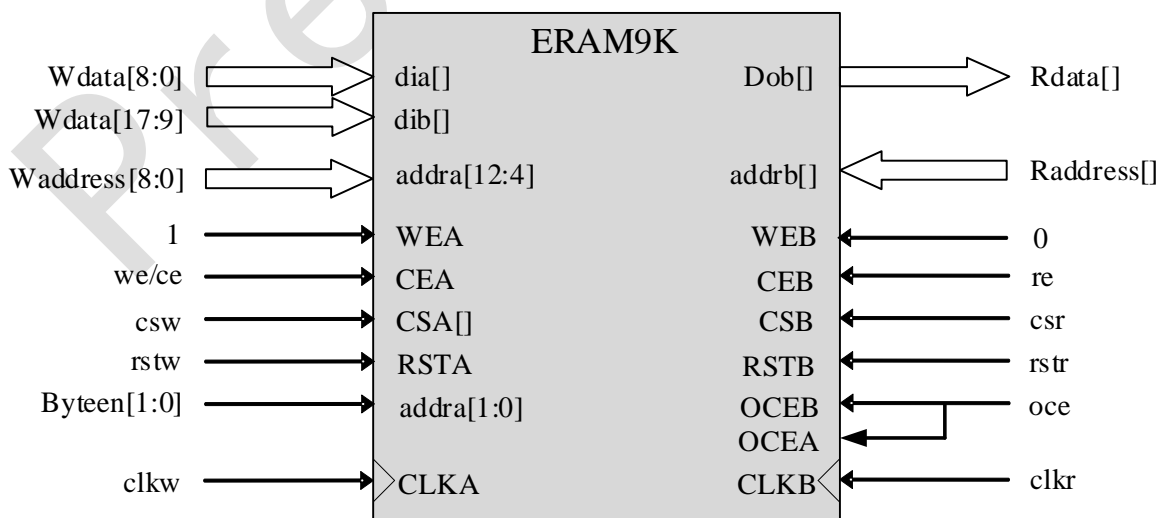 ERAM9K
Wdata[8:0] dia[] Dob[] Rdata[]
Wdata[17:9] dib[]
Waddress[8:0] addra[12:4] addrb[] Raddress[]
1 WEA WEB 0
we/ce CEA CEB re
csw CSA[] CSB csr
rstw RSTA RSTB rstr
Byteen[1:0] addra[1:0] OCEB oce
OCEA
clkw CLKA CLKB clkr
Pre